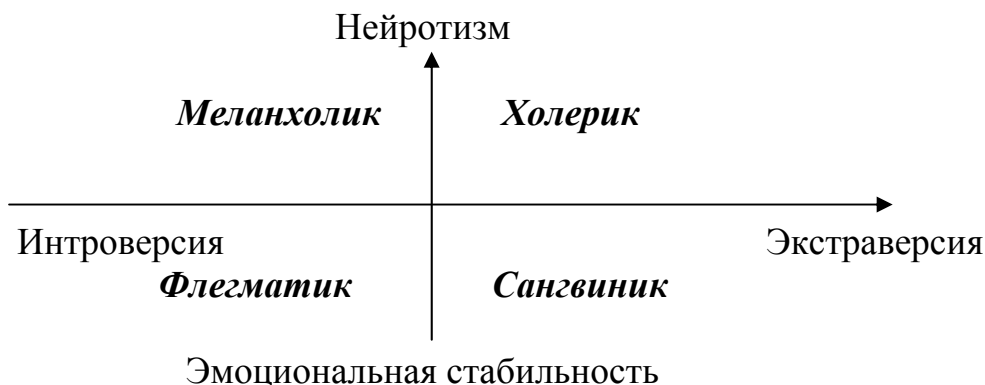 Нейротизм
Меланхолик Холерик
Интроверсия Экстраверсия
Флегматик Сангвиник
Эмоциональная стабильность